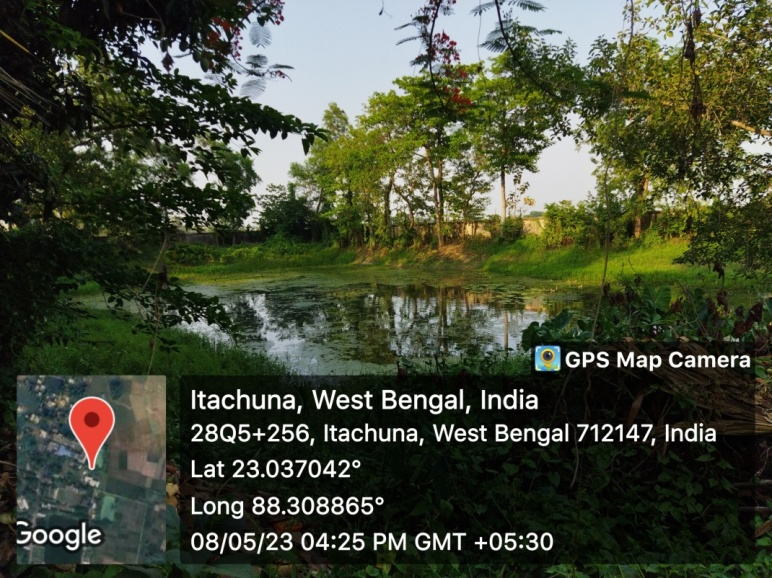 GPS Map Camera
Itachuna, West Bengal, India
28Q5+256, Itachuna, West Bengal 712147, India
Lat 23.037042°
Long 88.308865°
08/05/23 04:25 PM GMT +05:30
Google